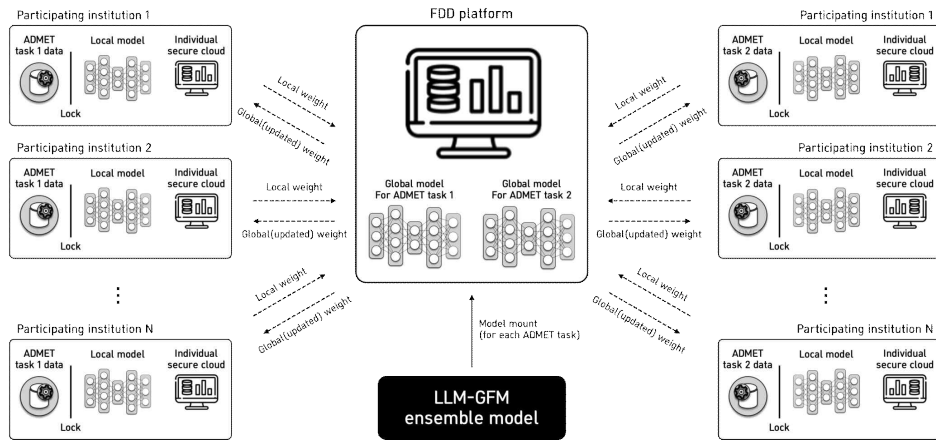 Participating institution 1
ADMET
task 1 data
Local model
Individual
secure cloud
Lock
Participating institution 2
ADMET
task 1 data
Local model
Individual
secure cloud
Lock
Participating institution N
ADMET
task 1 data
Local model
Individual
secure cloud
Lock
Local weight
Global(updated) weight
Local weight
Global(updated) weight
Local weight
Global(updated) weight
FDD platform
Global model
For ADMET task 1
Global model
For ADMET task 2
Model mount
(for each ADMET task)
LLM-GFM
ensemble model
Local weight
Global(updated) weight
Local weight
Global(updated) weight
Local weight
Global(updated) weight
Participating institution 1
ADMET
task 2 data
Local model
Individual
secure cloud
Lock
Participating institution 2
ADMET
task 2 data
Local model
Individual
secure cloud
Lock
Participating institution N
ADMET
task 2 data
Local model
Individual
secure cloud
Lock